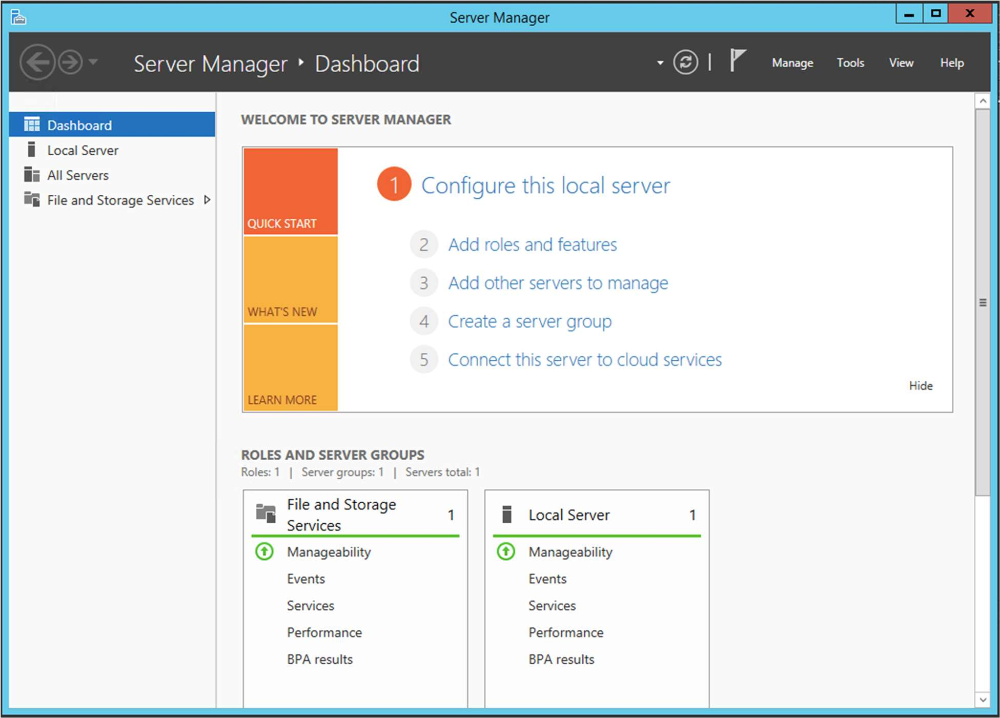 Server Manager
Server Manager ‣ Dashboard
Manage Tools View Help
Dashboard
Local Server
All Servers
File and Storage Services
WELCOME TO SERVER MANAGER
QUICK START
WHAT'S NEW
LEARN MORE
1 Configure this local server
2 Add roles and features
3 Add other servers to manage
4 Create a server group
5 Connect this server to cloud services
Hide
ROLES AND SERVER GROUPS
Roles: 1 | Server groups: 1 | Servers total: 1
File and Storage
Services
1
Manageability
Events
Services
Performance
BPA results
Local Server 1
Manageability
Events
Services
Performance
BPA results